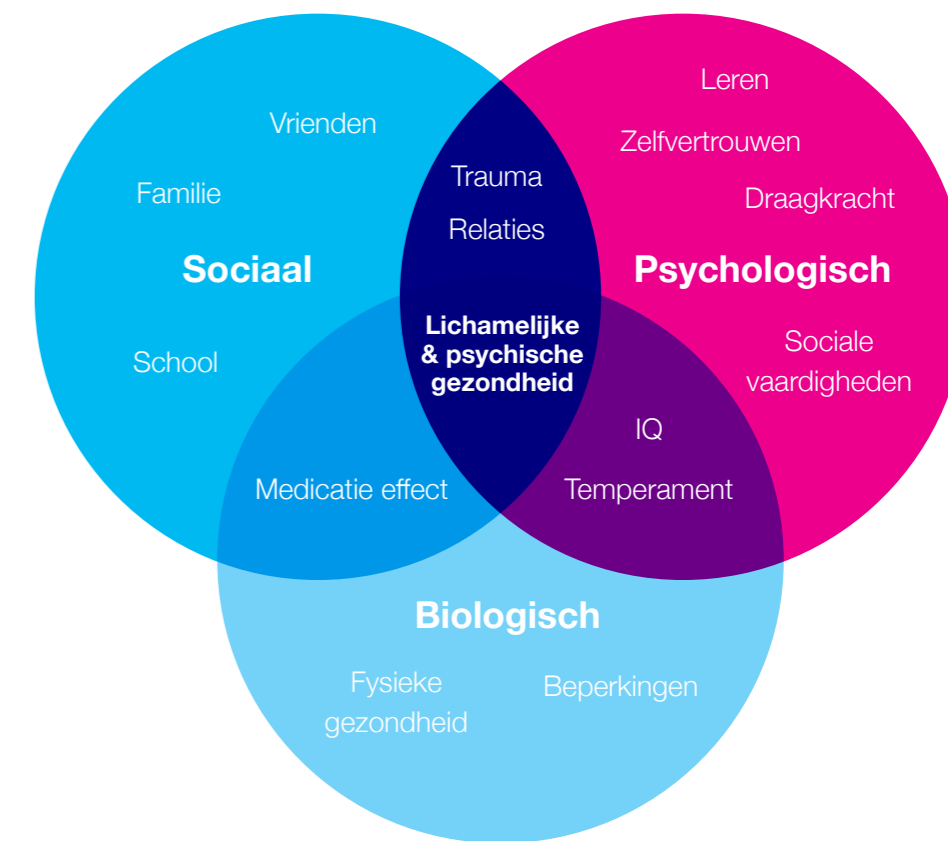 Leren
Vrienden
Zelfvertrouwen
Trauma
Familie
Draagkracht
Relaties
Sociaal
Psychologisch
Lichamelijke
& psychische
gezondheid
School
Sociale
vaardigheden
IQ
Medicatie effect
Temperament
Biologisch
Fysieke
gezondheid
Beperkingen